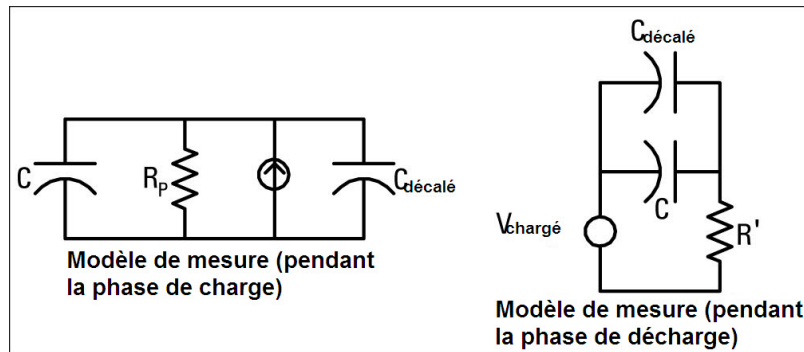 C
Rp
Cdécalé
Modèle de mesure (pendant
la phase de charge)
Cdécalé
C
Vchargé
R'
Modèle de mesure (pendant
la phase de décharge)